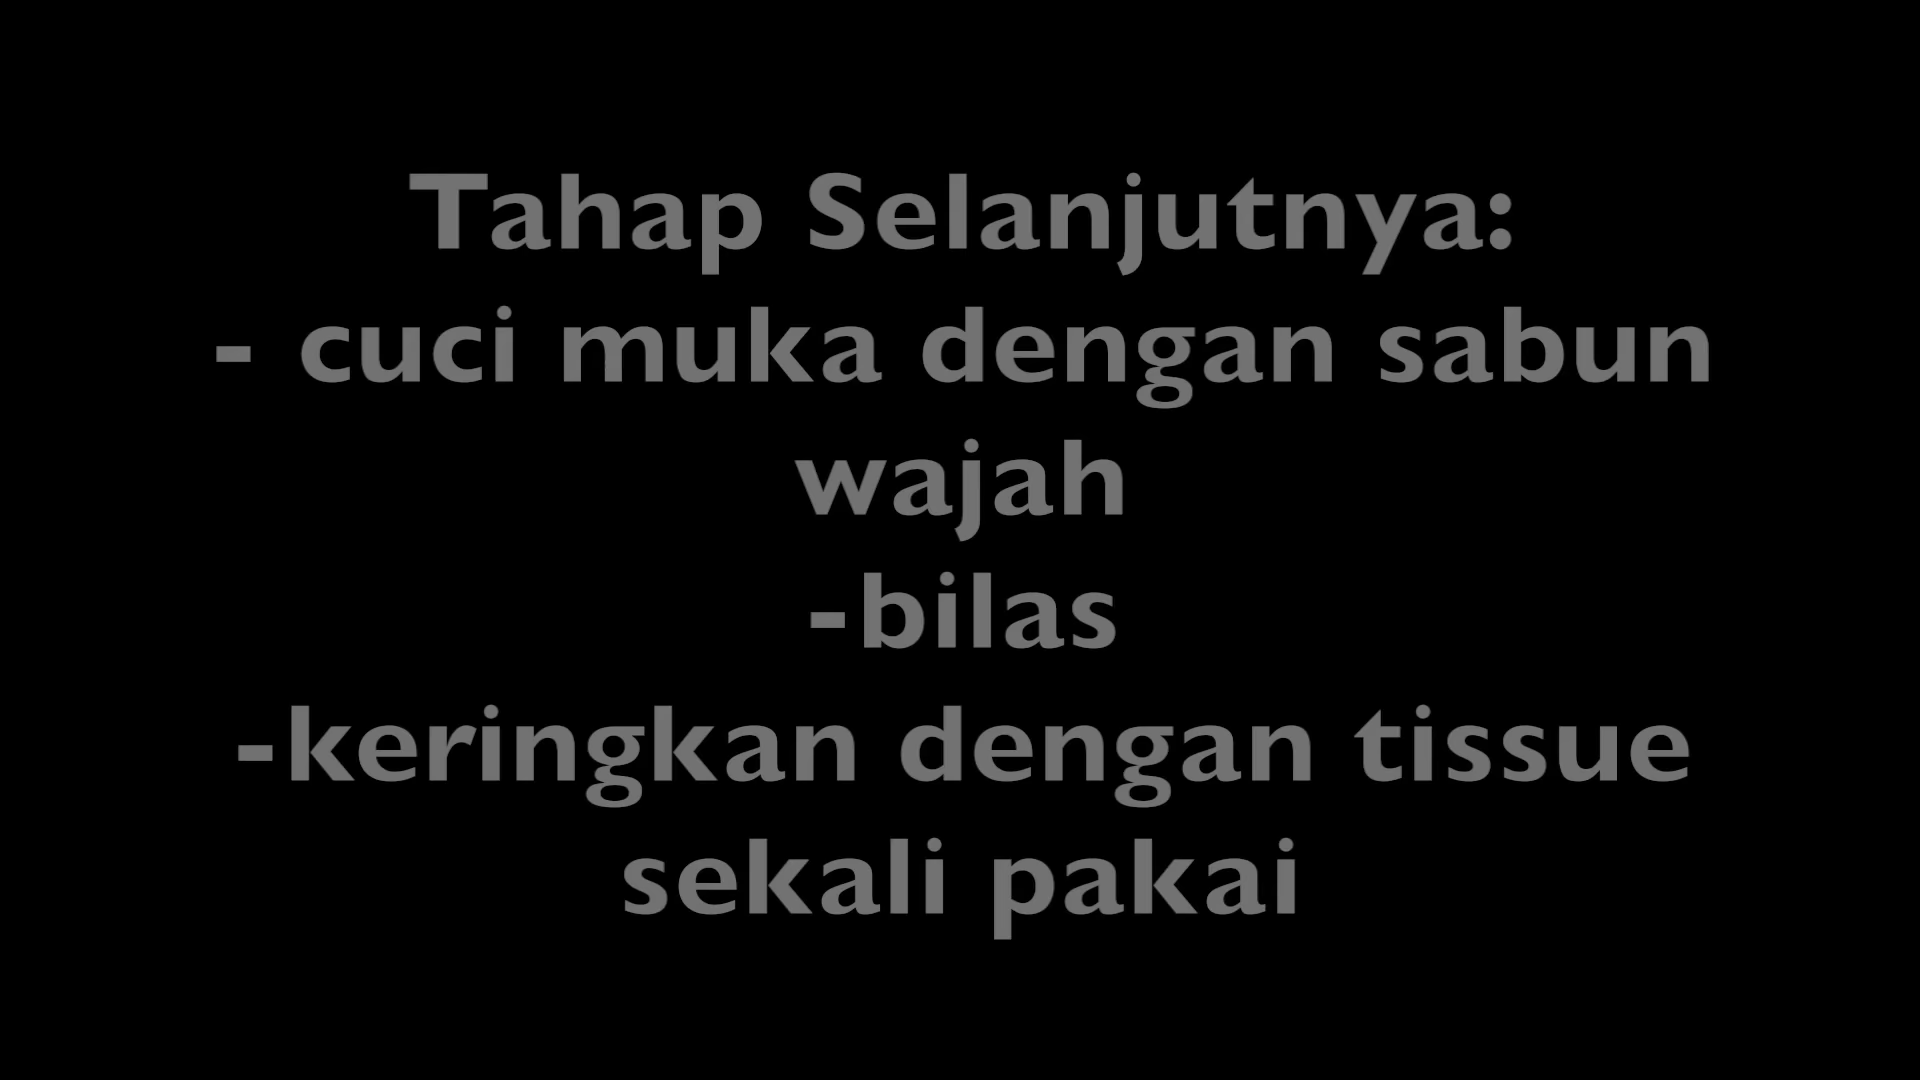 Tahap Selanjutnya:
- cuci muka dengan sabun
wajah
-bilas
-keringkan dengan tissue
sekali pakai